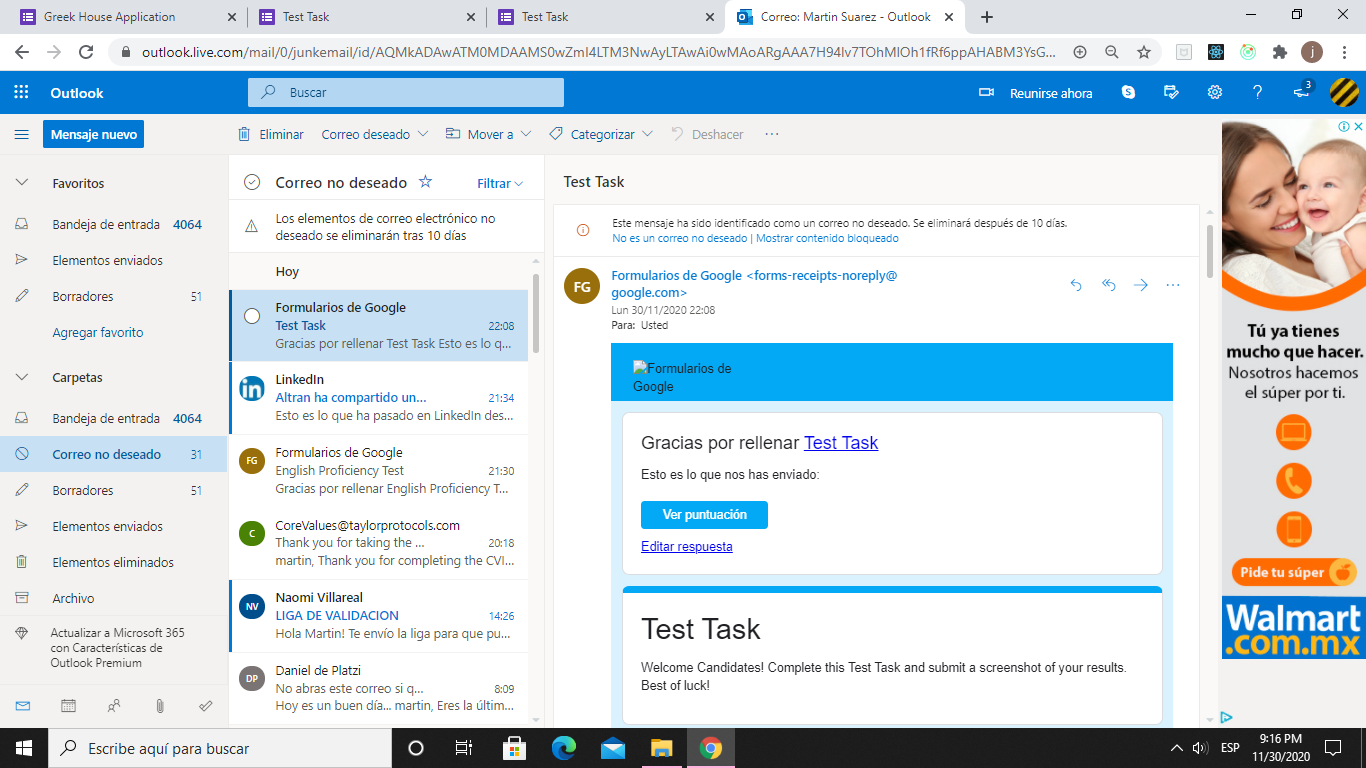 Greek House Application
Test Task
Test Task
Correo: Martin Suarez - Outlook
outlook.live.com/mail/0/junkemail/id/AQMkADAwATM0MDAAMS0wZmI4LTM3NwAyLTAwAi0wMAoARgAAA7H94Iv7TOhMIOh1fRf6ppAHABM3YsG...
j
Outlook
Buscar
Reunirse ahora
3
Mensaje nuevo
Eliminar
Correo deseado
Mover a
Categorizar
Deshacer
Favoritos
Bandeja de entrada 4064
Elementos enviados
Borradores 51
Agregar favorito
Carpetas
Bandeja de entrada 4064
Correo no deseado 31
Borradores 51
Elementos enviados
Elementos eliminados
Archivo
Actualizar a Microsoft 365
con Características de
Outlook Premium
Correo no deseado
Filtrar
Los elementos de correo electrónico no
deseado se eliminarán tras 10 días
Hoy
Formularios de Google
Test Task 22:08
Gracias por rellenar Test Task Esto es lo q...
LinkedIn
Altran ha compartido un... 21:34
Esto es lo que ha pasado en LinkedIn des...
FG
Formularios de Google
English Proficiency Test 21:30
Gracias por rellenar English Proficiency T...
C
CoreValues@taylorprotocols.com
Thank you for taking the ... 20:18
martin, Thank you for completing the CVI...
NV
Naomi Villareal
LIGA DE VALIDACION 14:26
Hola Martin! Te envío la liga para que pu...
DP
Daniel de Platzi
No abras este correo si q... 8:09
Hoy es un buen día... martin, Eres la últim...
Test Task
Este mensaje ha sido identificado como un correo no deseado. Se eliminará después de 10 días.
No es un correo no deseado | Mostrar contenido bloqueado
FG
Formularios de Google <forms-receipts-noreply@
google.com>
Lun 30/11/2020 22:08
Para: Usted
Formularios de
Google
Gracias por rellenar Test Task
Esto es lo que nos has enviado:
Ver puntuación
Editar respuesta
Test Task
Welcome Candidates! Complete this Test Task and submit a screenshot of your results.
Best of luck!
Tú ya tienes
mucho que hacer.
Nosotros hacemos
el súper por ti.
Pide tu súper
Walmart
.com.mx
Escribe aquí para buscar
ESP
9:16 PM
11/30/2020